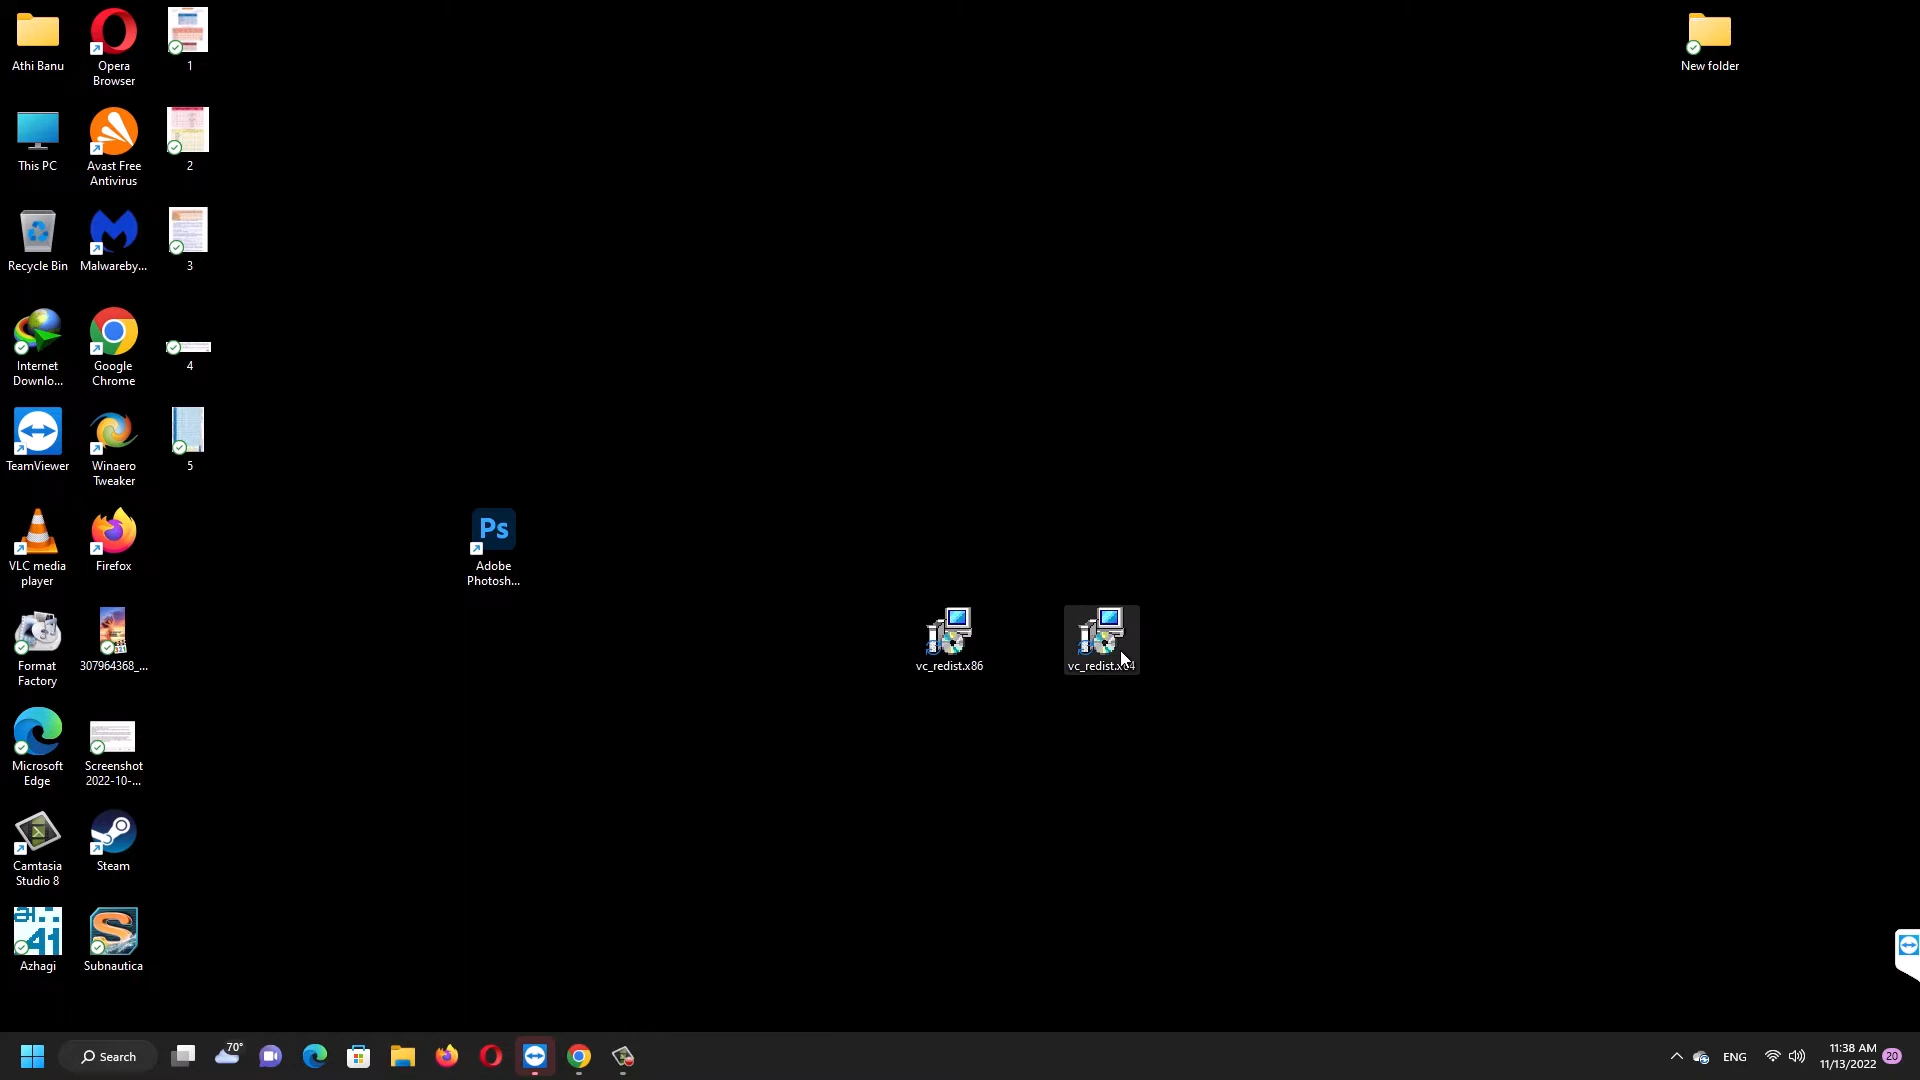 Athi Banu
Opera
Browser
1
New folder
This PC
Avast Free
Antivirus
2
Recycle Bin
Malwareby...
3
Internet
Downlo...
Google
Chrome
4
TeamViewer
Winaero
Tweaker
5
VLC media
player
Firefox
Ps
Adobe
Photosh...
Format
Factory
307964368_...
vc_redist.x86
vc_redist.x64
Microsoft
Edge
Screenshot
2022-10-...
Camtasia
Studio 8
Steam
Azhagi
Subnautica
Search
70°
ENG
11:38 AM
11/13/2022
20